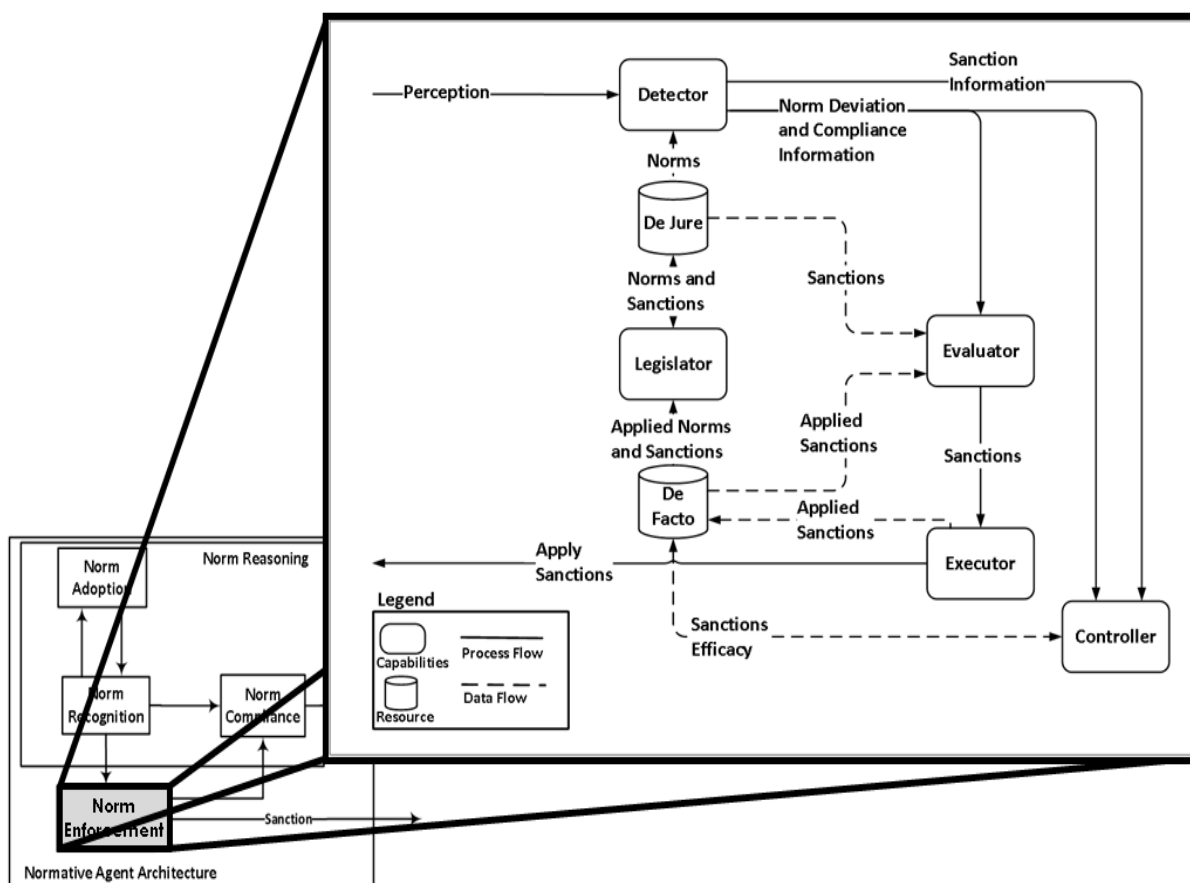 Sanction
Information
Perception
Detector
Norm Deviation
and Compliance
Information
Norms
De Jure
Norms and
Sanctions
Sanctions
Legislator
Evaluator
Applied Norms
and Sanctions
Applied
Sanctions
Sanctions
De
Facto
Applied
Sanctions
Apply
Sanctions
Executor
Legend
Capabilities
Process Flow
Resource
Data Flow
Sanctions
Efficacy
Controller
Norm Reasoning
Norm
Adoption
Norm
Recognition
Norm
Compliance
Norm
Enforcement
Sanction
Normative Agent Architecture